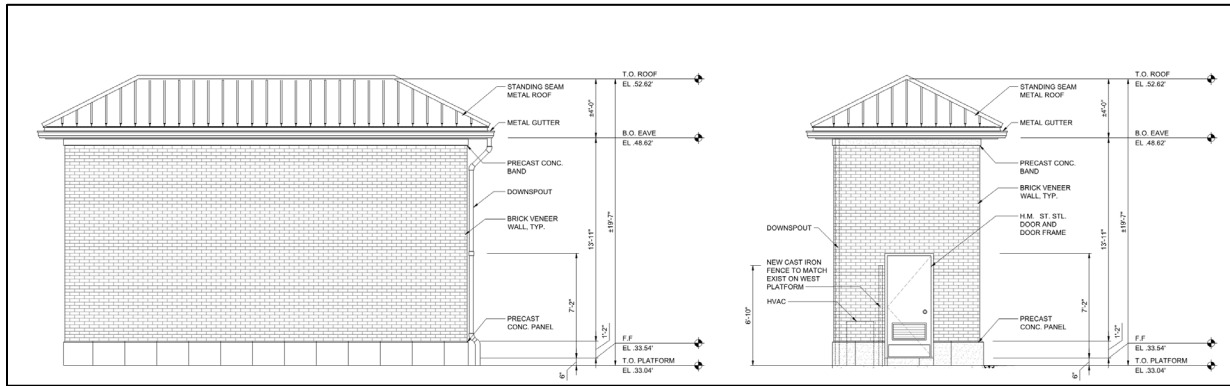 T.O. ROOF
EL .52.62'
STANDING SEAM
METAL ROOF
±4'-0"
METAL GUTTER
B.O. EAVE
EL .48.62'
PRECAST CONC.
BAND
DOWNSPOUT
BRICK VENEER
WALL, TYP.
13'-11"
±19'-7"
7'-2"
PRECAST
CONC. PANEL
1'-2"
F.F
EL .33.54'
T.O. PLATFORM
EL .33.04'
6"
T.O. ROOF
EL .52.62'
STANDING SEAM
METAL ROOF
±4'-0"
METAL GUTTER
B.O. EAVE
EL .48.62'
PRECAST CONC.
BAND
BRICK VENEER
WALL, TYP.
H.M. ST. STL.
DOOR AND
DOOR FRAME
DOWNSPOUT
13'-11"
±19'-7"
NEW CAST IRON
FENCE TO MATCH
EXIST ON WEST
PLATFORM
HVAC
6'-10"
7'-2"
PRECAST
CONC. PANEL
1'-2"
F.F
EL .33.54'
T.O. PLATFORM
EL .33.04'
6"